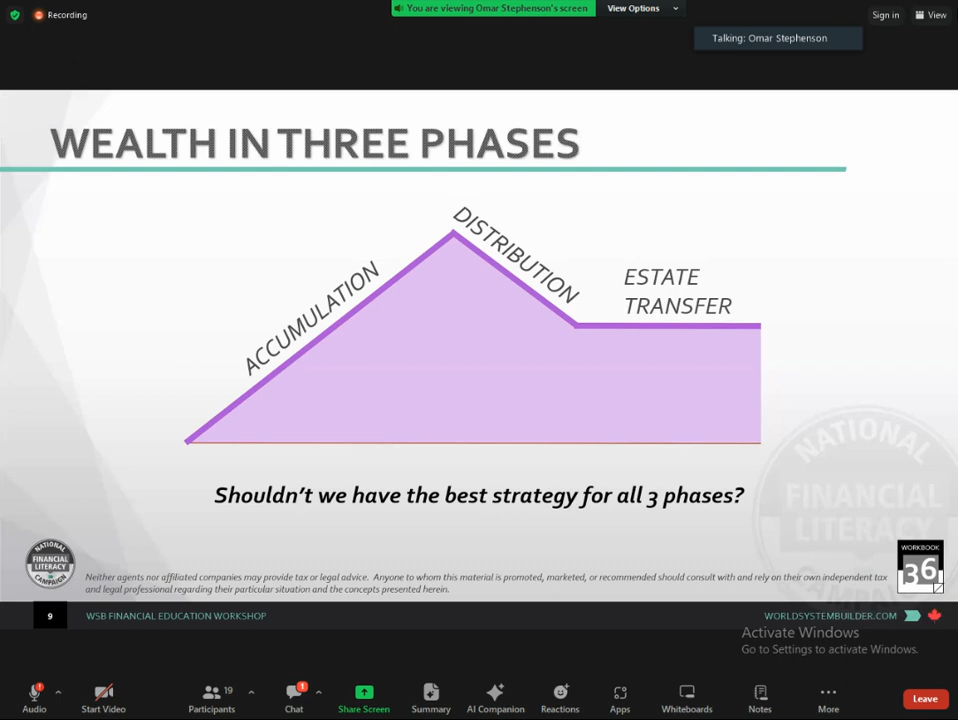 Recording
You are viewing Omar Stephenson's screen
View Options
Sign in
View
Talking: Omar Stephenson
WEALTH IN THREE PHASES
ACCUMULATION
DISTRIBUTION
ESTATE
TRANSFER
Shouldn't we have the best strategy for all 3 phases?
NATIONAL
FINANCIAL
LITERACY
CAMPAIGN
NATIONAL
FINANCIAL
LITERACY
CAMPAIGN
WORKBOOK
36
Neither agents nor affiliated companies may provide tax or legal advice. Anyone to whom this material is promoted, marketed, or recommended should consult with and rely on their own independent tax
and legal professional regarding their particular situation and the concepts presented herein.
9
WSB FINANCIAL EDUCATION WORKSHOP
WORLDSYSTEMBUILDER.COM
Activate Windows
Go to Settings to activate Windows.
Audio
Start Video
Participants
19
Chat
1
Share Screen
Summary
AI Companion
Reactions
Apps
Whiteboards
Notes
More
Leave